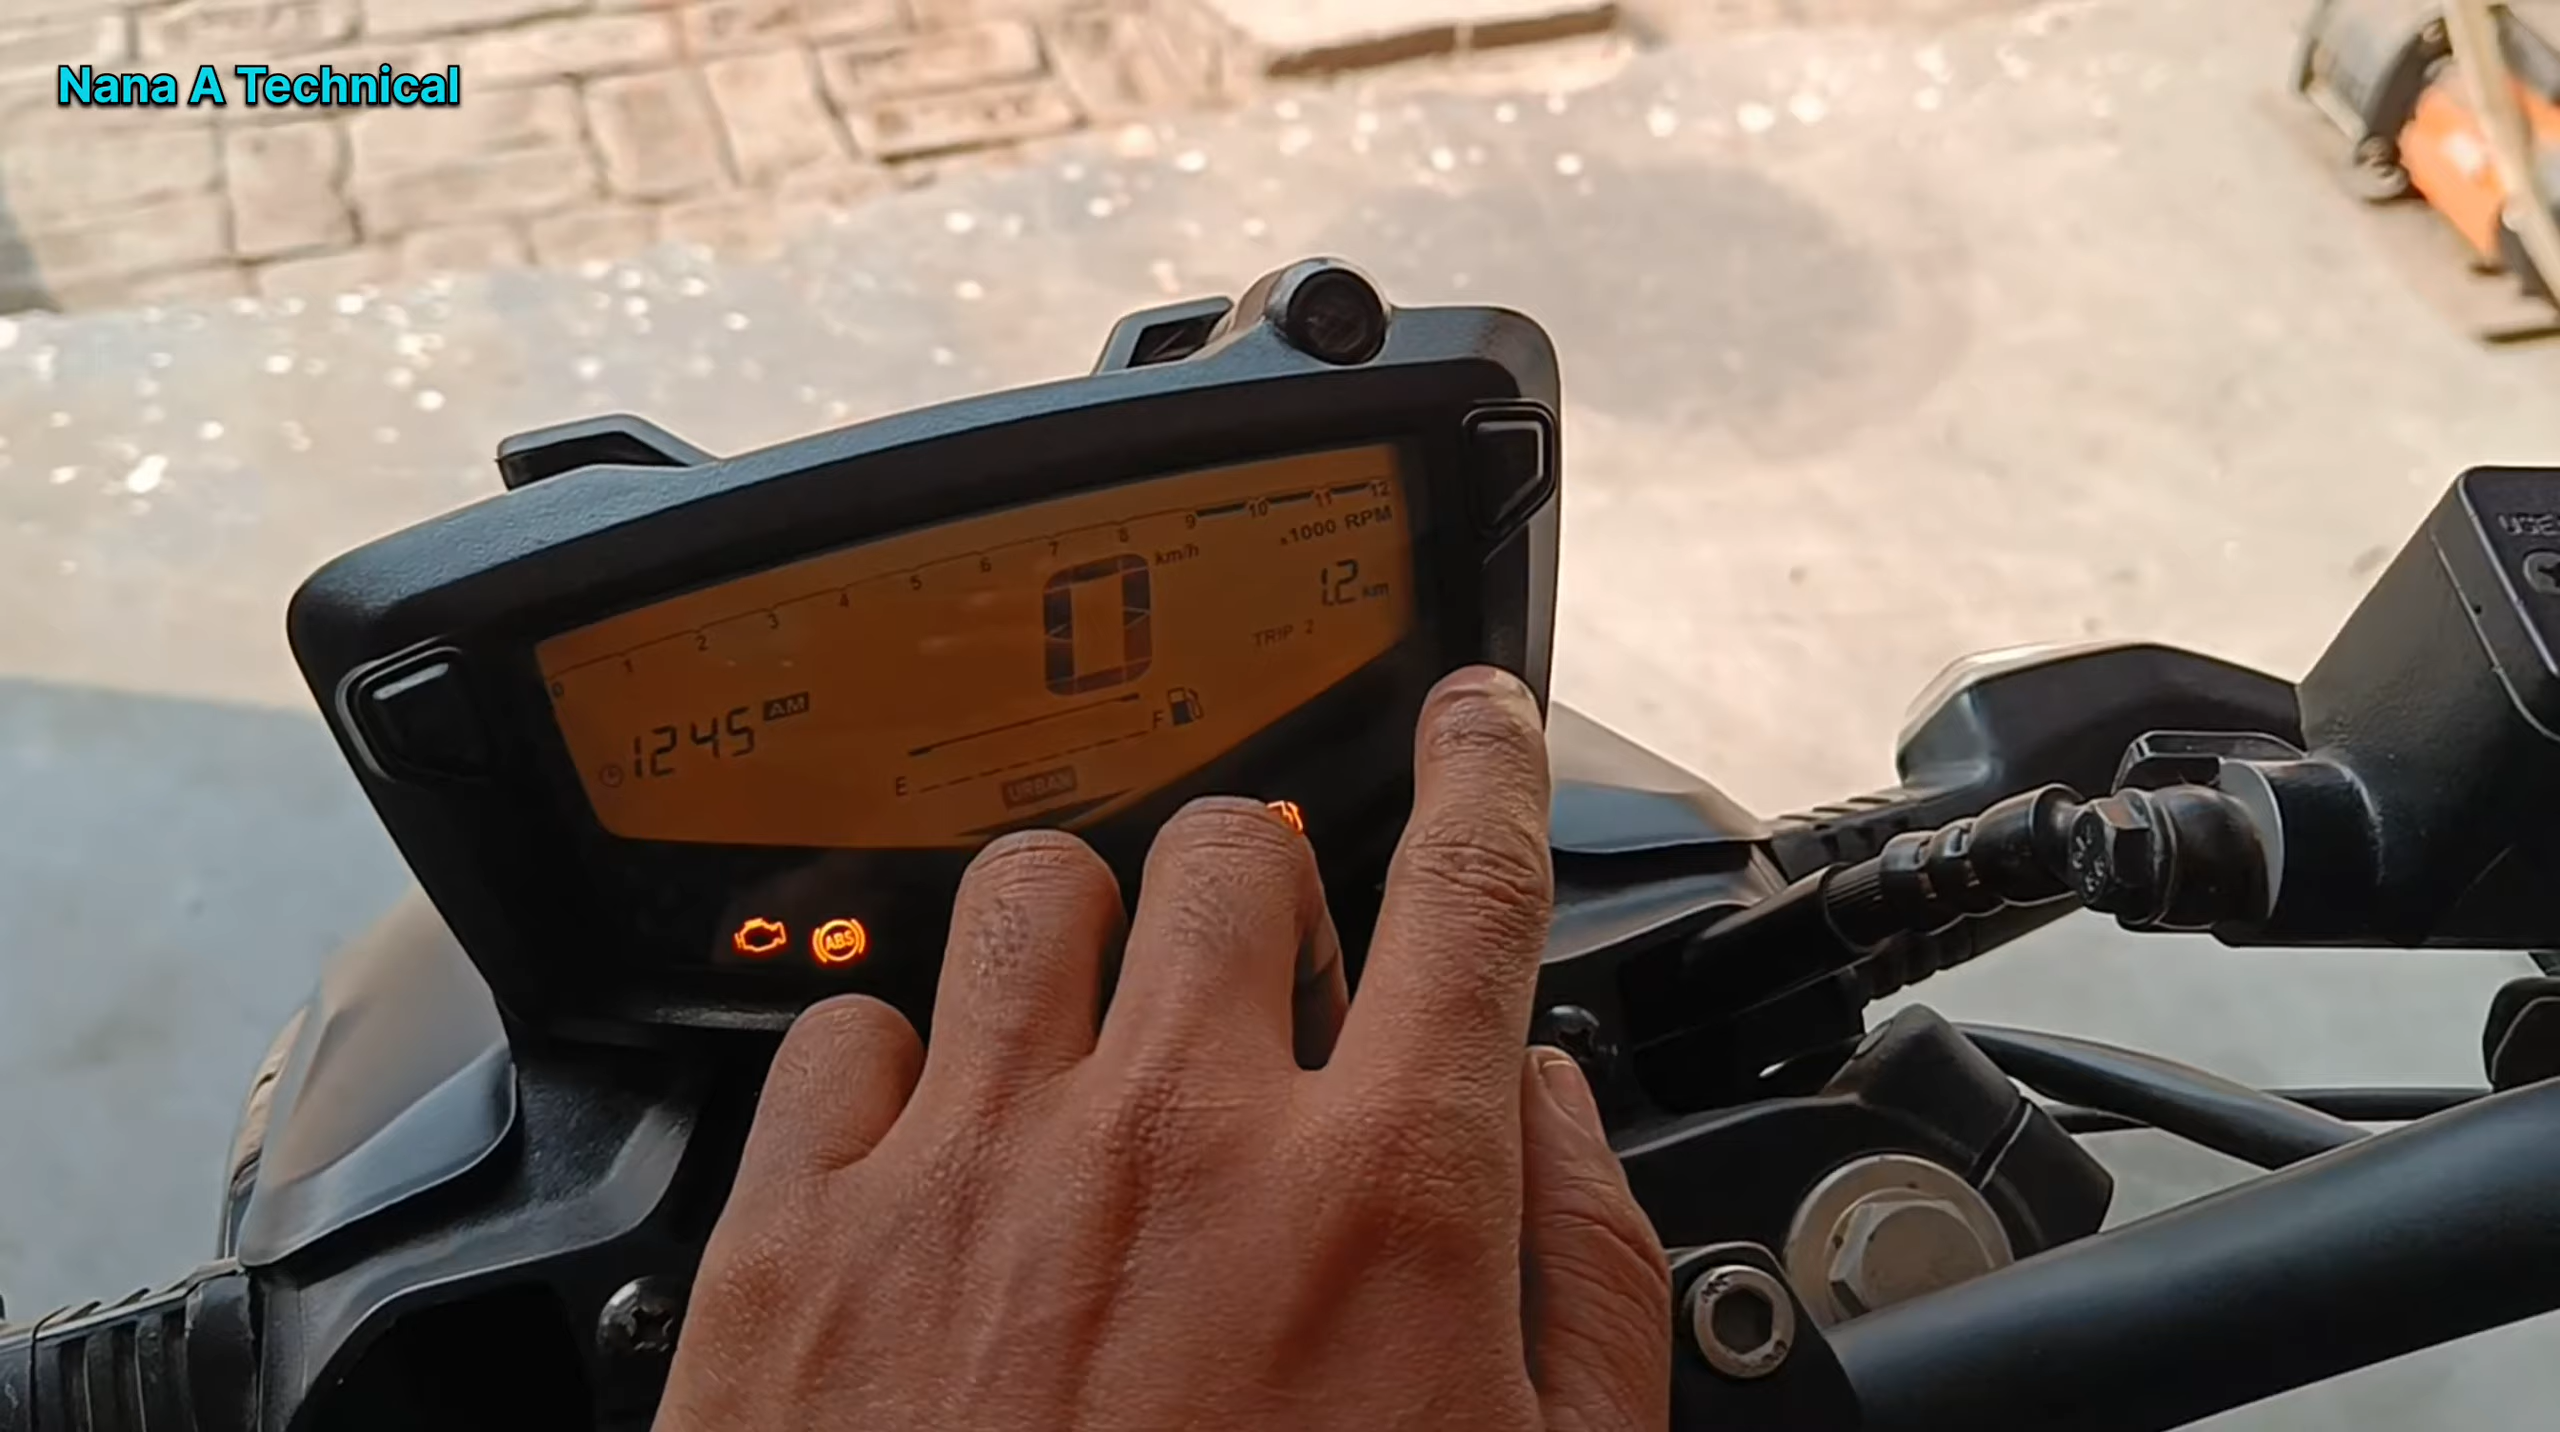 Nana A Technical
0 1 2 3 4 5 6 7 8 9 10 11 12
x1000 RPM
0 km/h
1.2 km
TRIP 2
12 45 AM
E F
URBAN
ABS